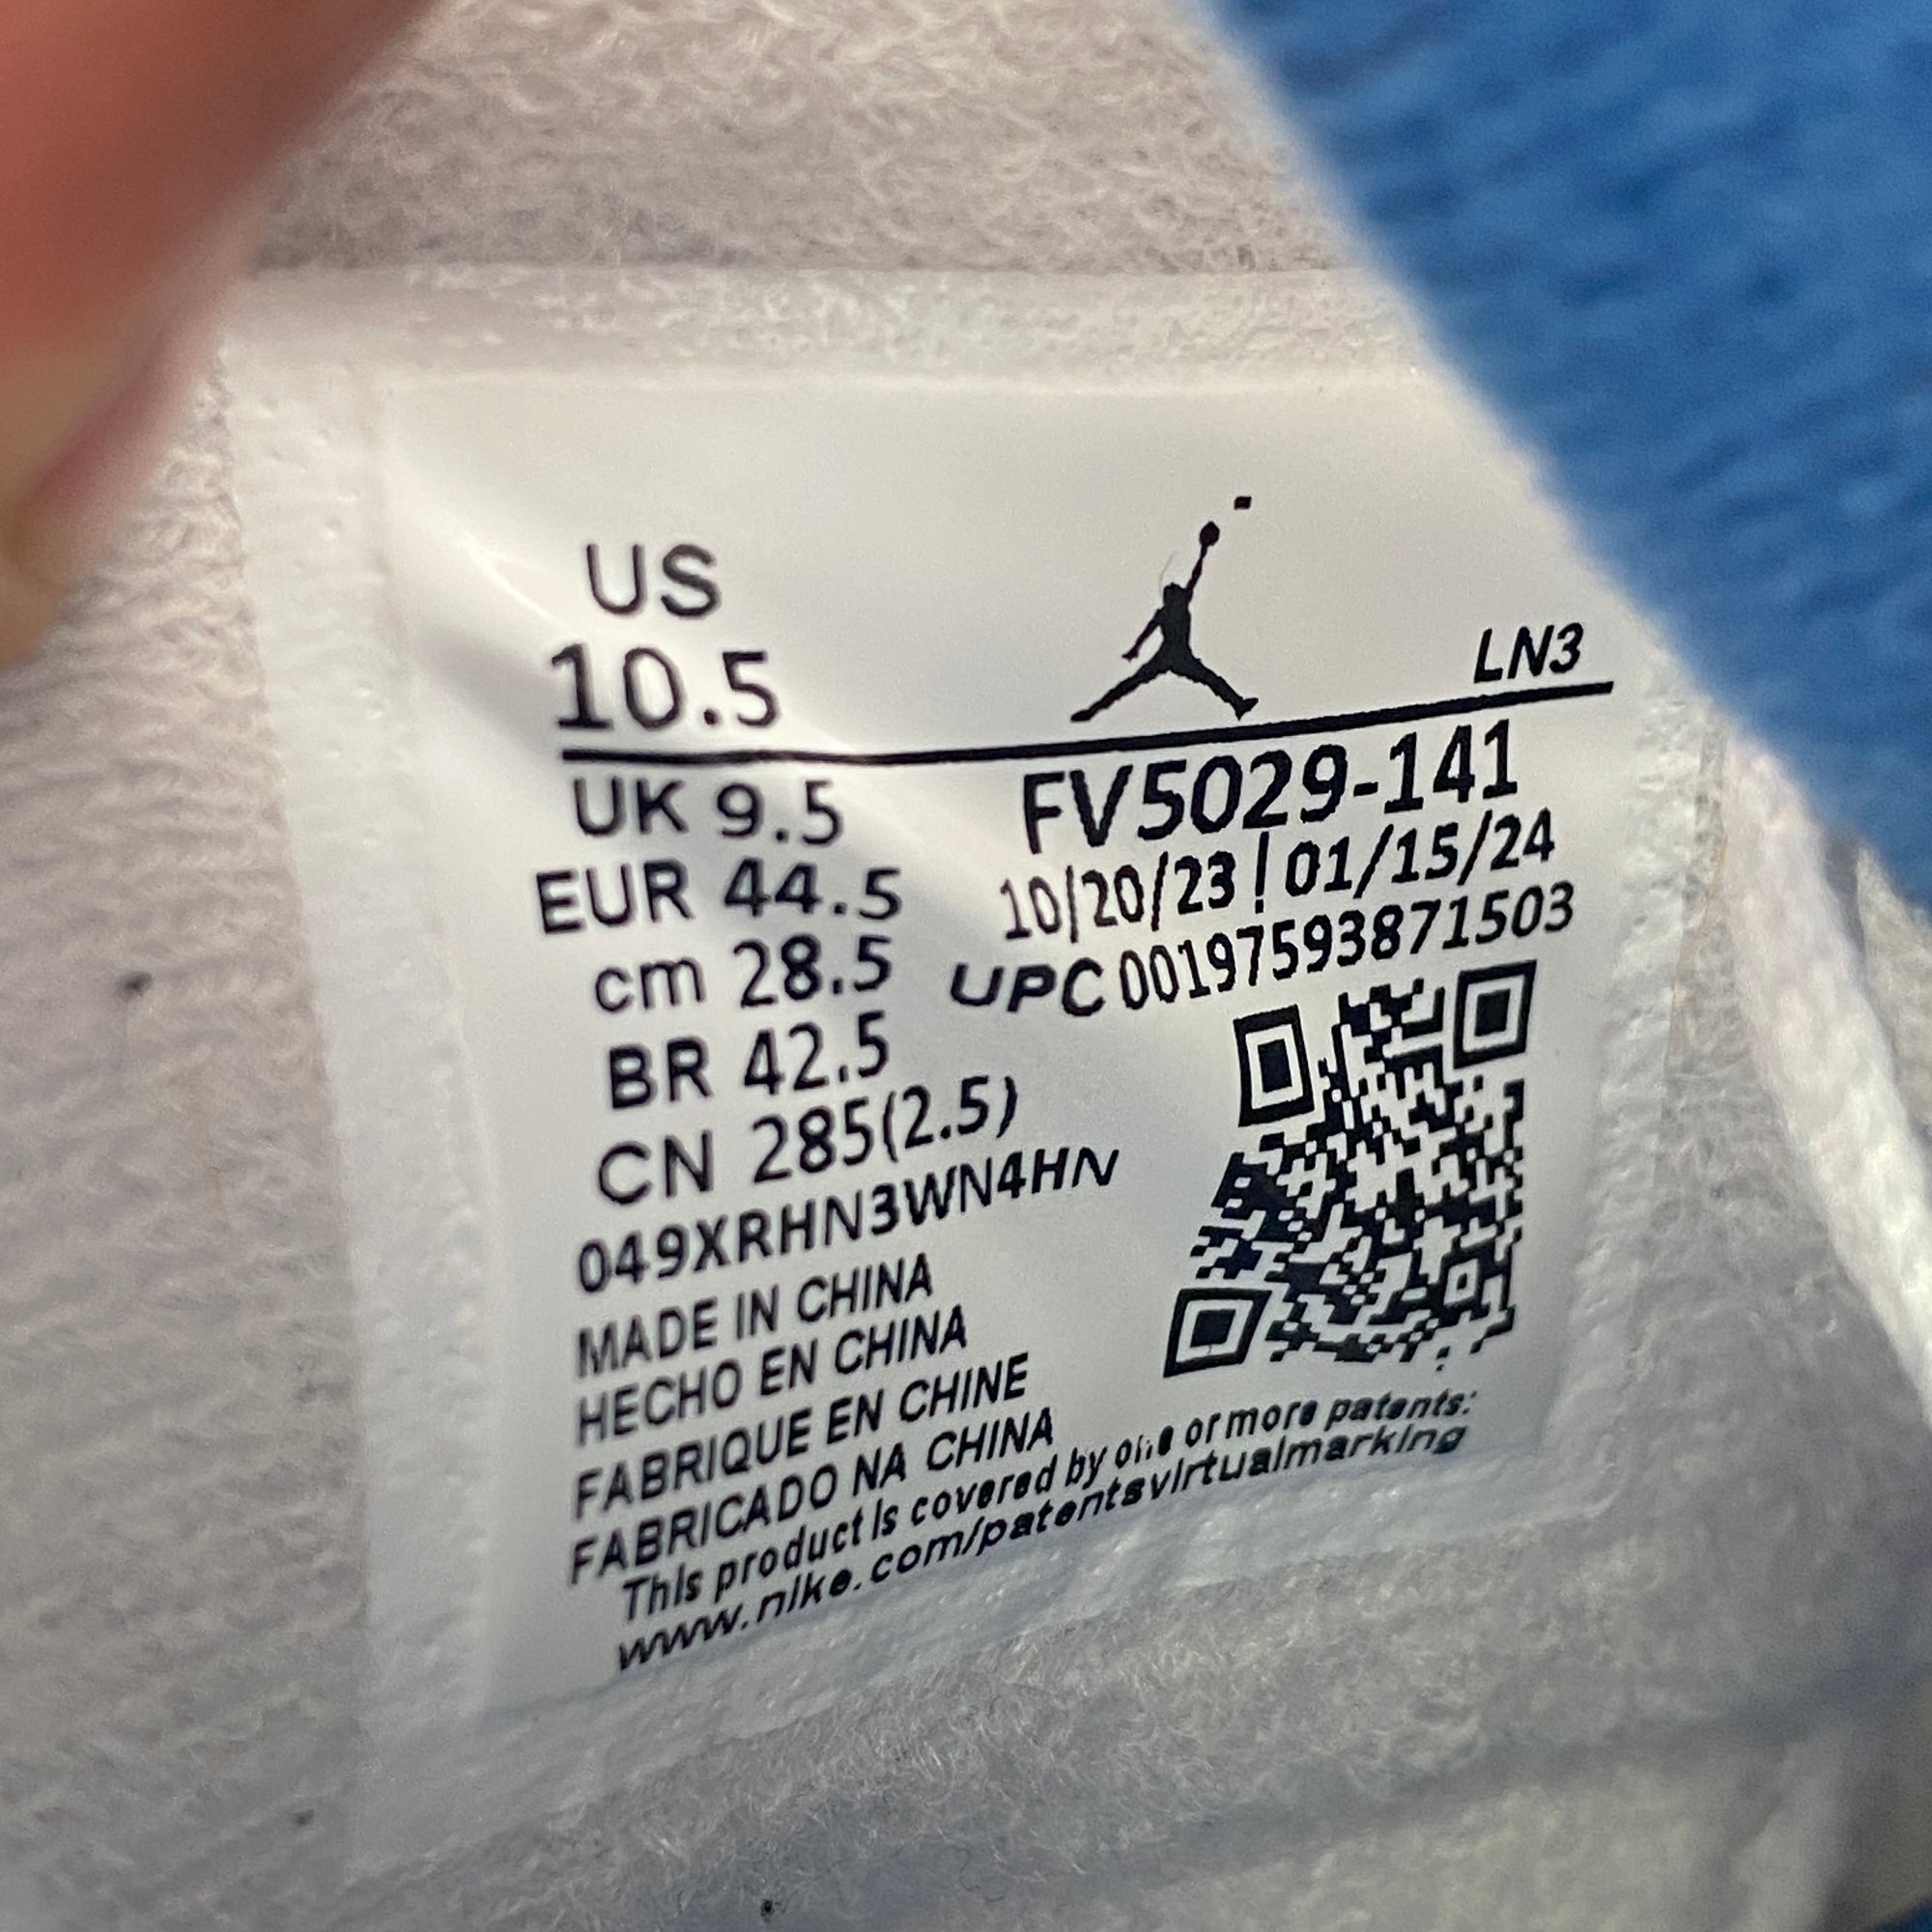 US
10.5
LN3
UK 9.5
EUR 44.5
cm 28.5
BR 42.5
CN 285(2.5)
FV5029-141
10/20/23 | 01/15/24
UPC 00197593871503
049XRHN3WN4HN
MADE IN CHINA
HECHO EN CHINA
FABRIQUE EN CHINE
FABRICADO NA CHINA
This product is covered by one or more patents:
www.nike.com/patentsvirtualmarking